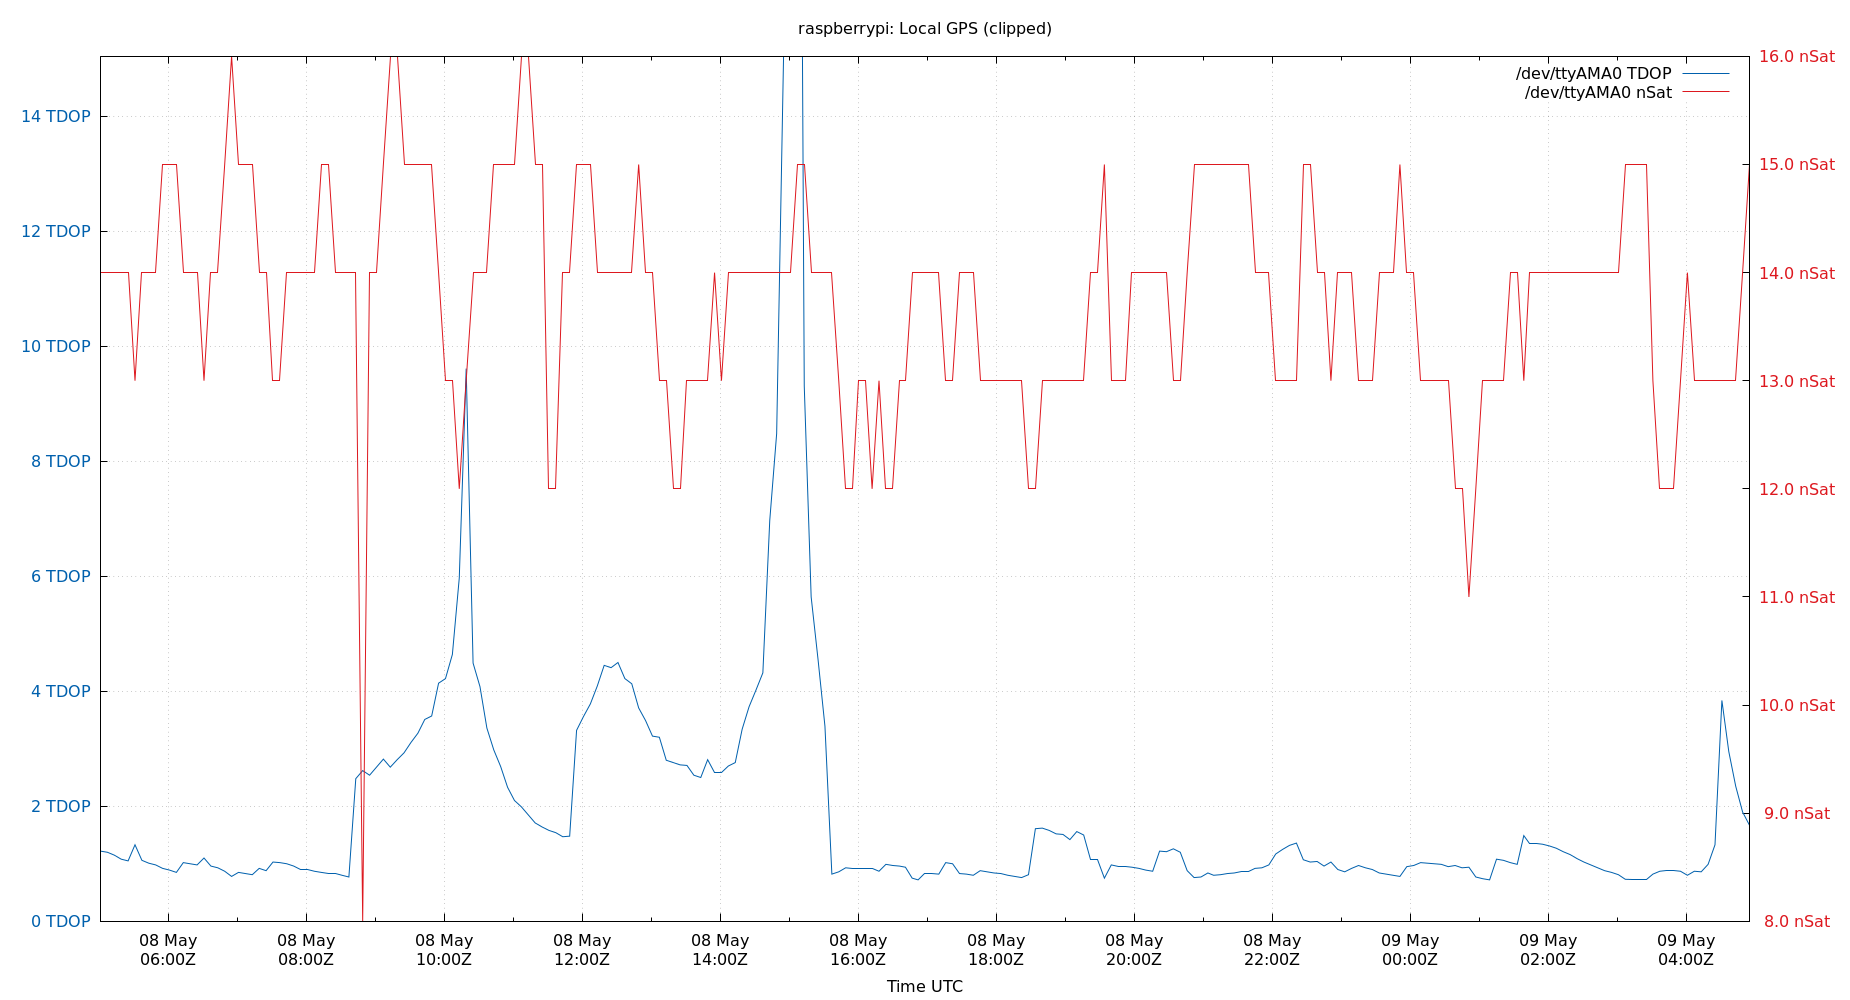 raspberrypi: Local GPS (clipped)
/dev/ttyAMA0 TDOP
/dev/ttyAMA0 nSat
14 TDOP
12 TDOP
10 TDOP
8 TDOP
6 TDOP
4 TDOP
2 TDOP
0 TDOP
16.0 nSat
15.0 nSat
14.0 nSat
13.0 nSat
12.0 nSat
11.0 nSat
10.0 nSat
9.0 nSat
8.0 nSat
08 May 08 May 08 May 08 May 08 May 08 May 08 May 08 May 08 May 09 May 09 May 09 May
06:00Z 08:00Z 10:00Z 12:00Z 14:00Z 16:00Z 18:00Z 20:00Z 22:00Z 00:00Z 02:00Z 04:00Z
Time UTC